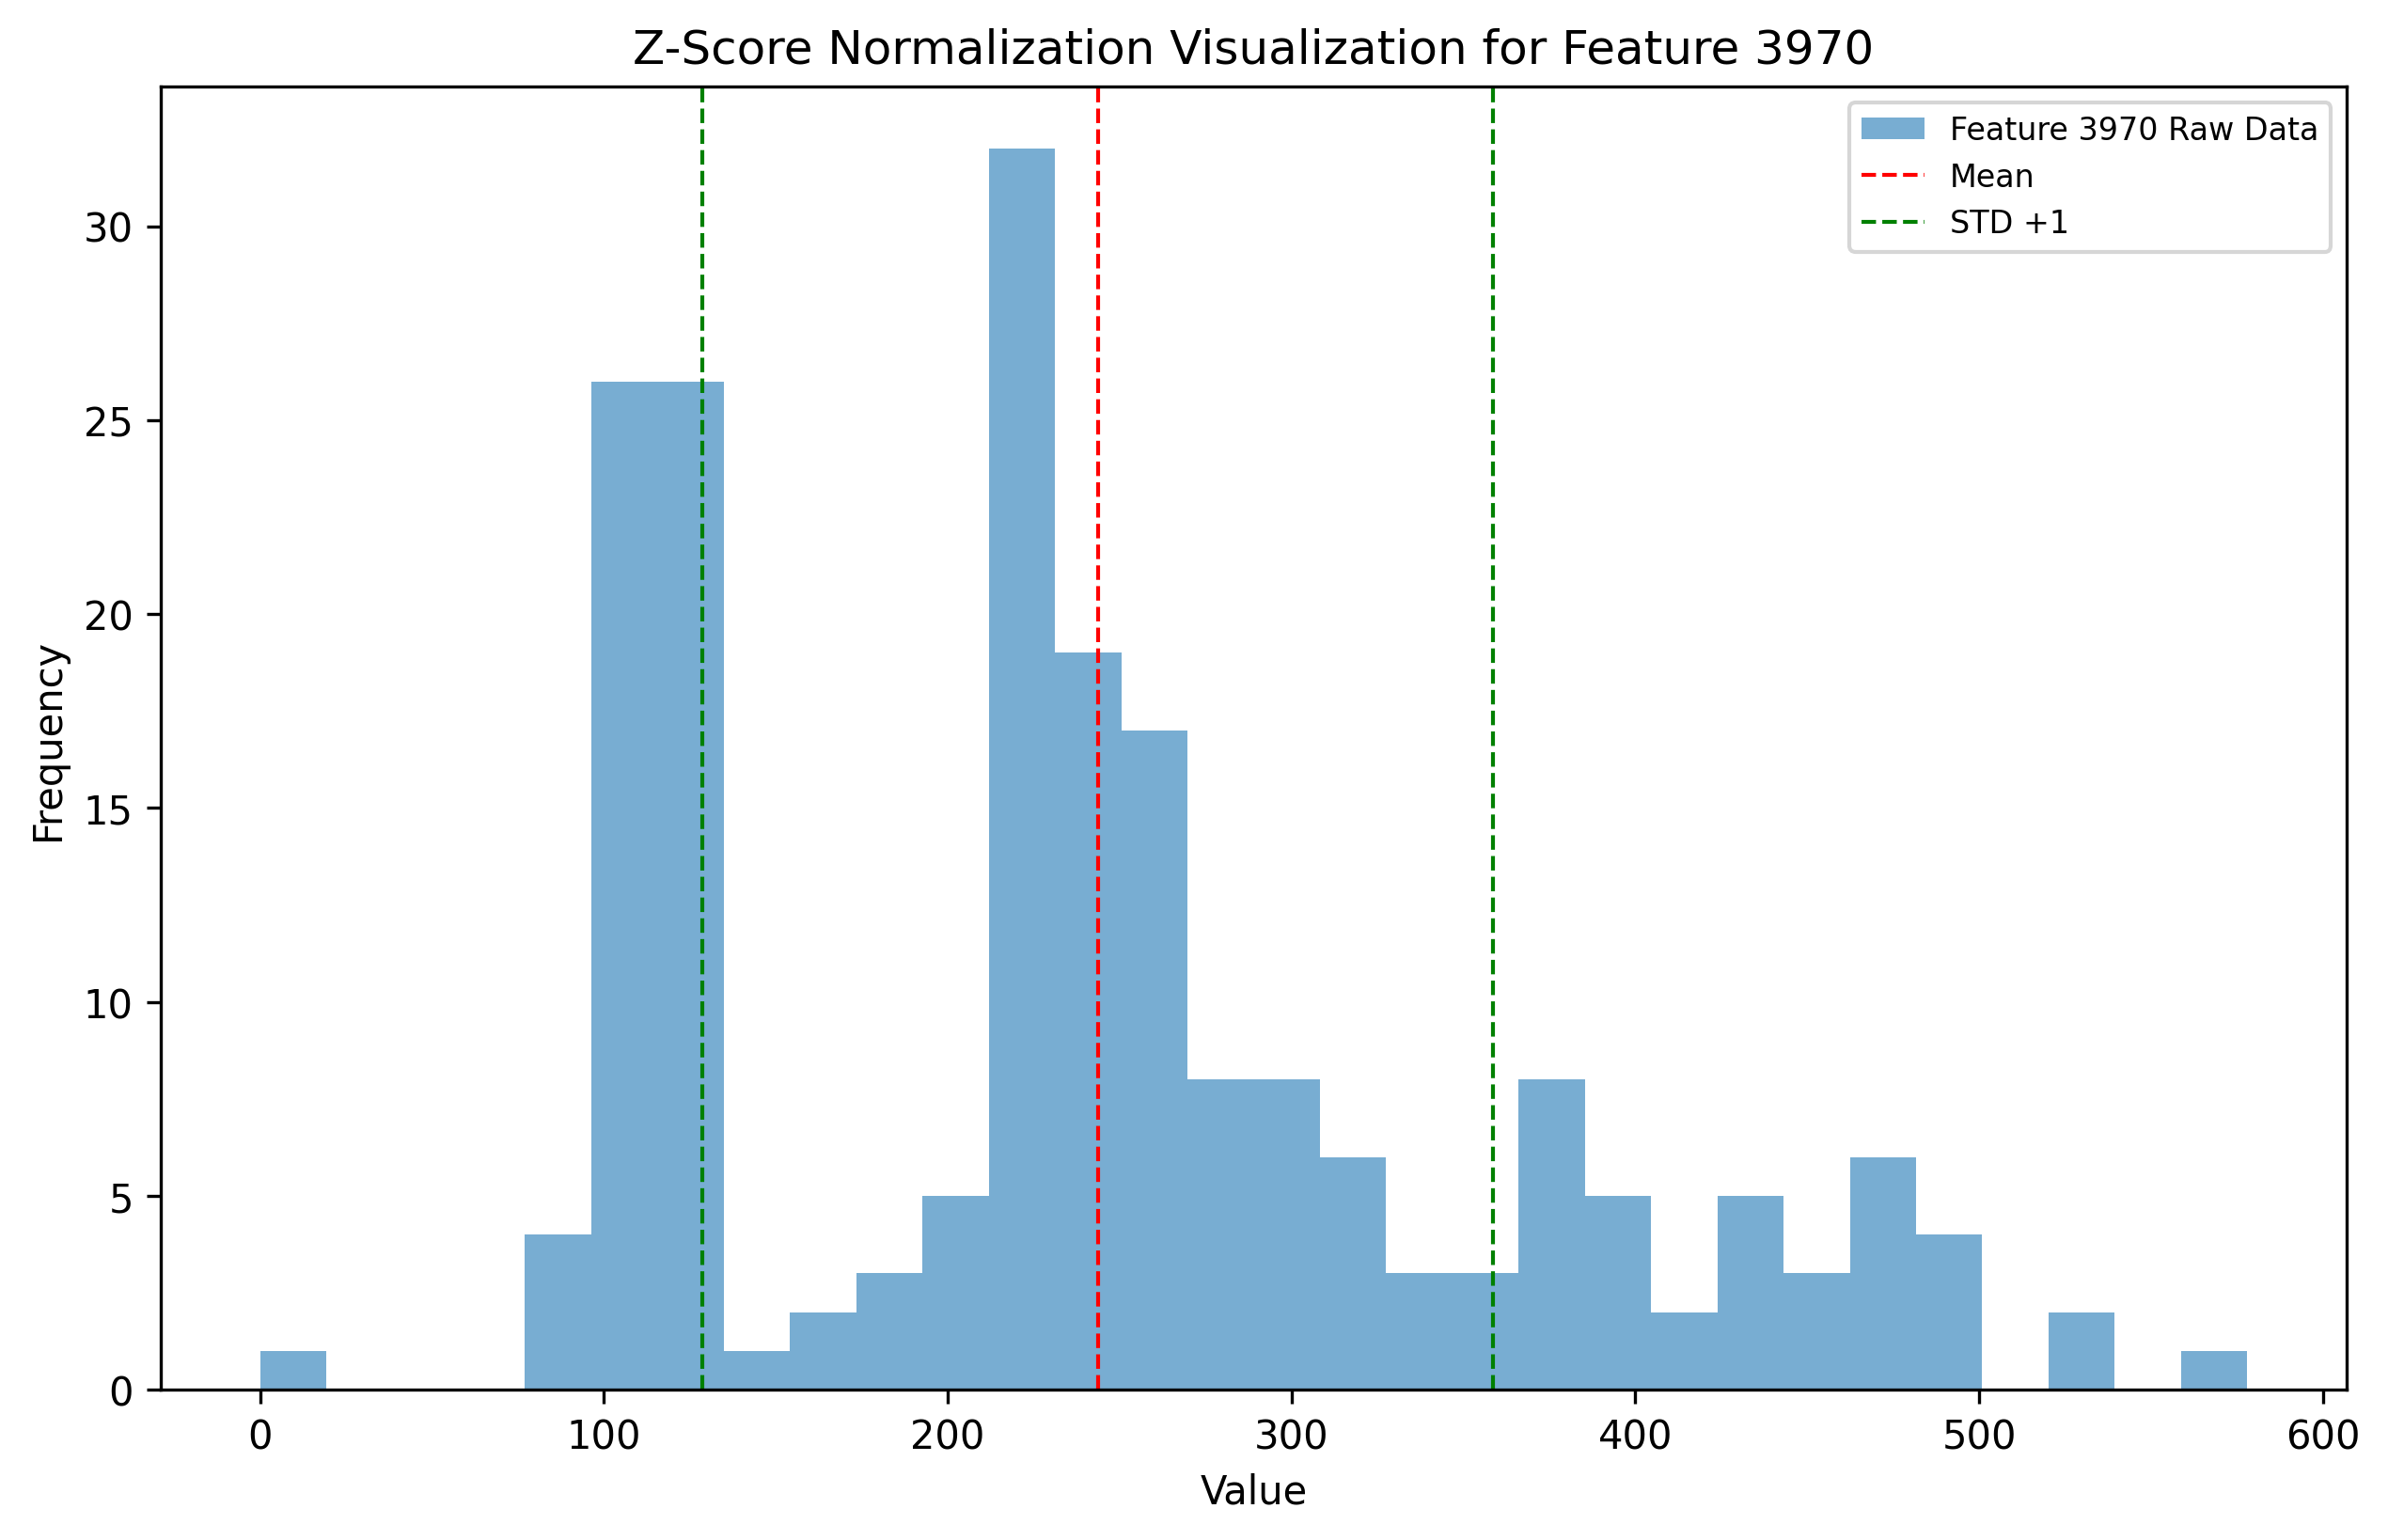 Z-Score Normalization Visualization for Feature 3970
Feature 3970 Raw Data
Mean
STD +1
30
25
20
15
10
5
0
Frequency
0 100 200 300 400 500 600
Value